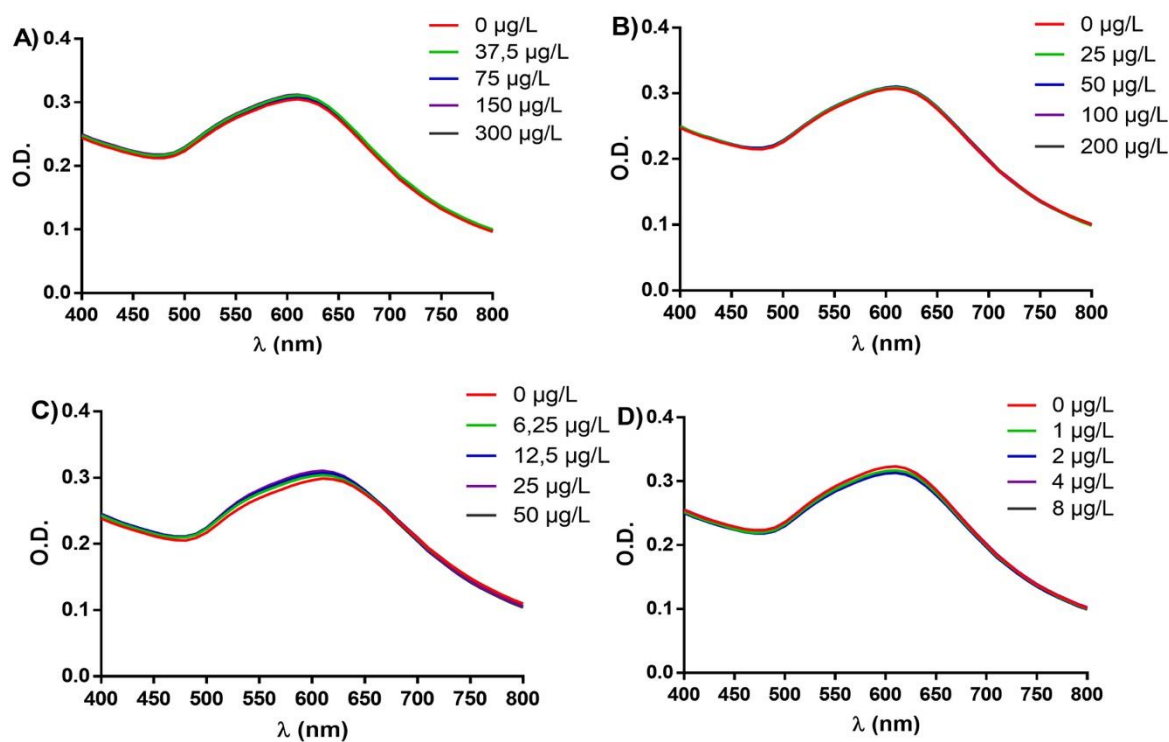 A)
0 µg/L
37,5 µg/L
75 µg/L
150 µg/L
300 µg/L
0.4
0.3
0.2
0.1
0.0
O.D.
400 450 500 550 600 650 700 750 800
λ (nm)
B)
0 µg/L
25 µg/L
50 µg/L
100 µg/L
200 µg/L
0.4
0.3
0.2
0.1
0.0
O.D.
400 450 500 550 600 650 700 750 800
λ (nm)
C)
0 µg/L
6,25 µg/L
12,5 µg/L
25 µg/L
50 µg/L
0.4
0.3
0.2
0.1
0.0
O.D.
400 450 500 550 600 650 700 750 800
λ (nm)
D)
0 µg/L
1 µg/L
2 µg/L
4 µg/L
8 µg/L
0.4
0.3
0.2
0.1
0.0
O.D.
400 450 500 550 600 650 700 750 800
λ (nm)